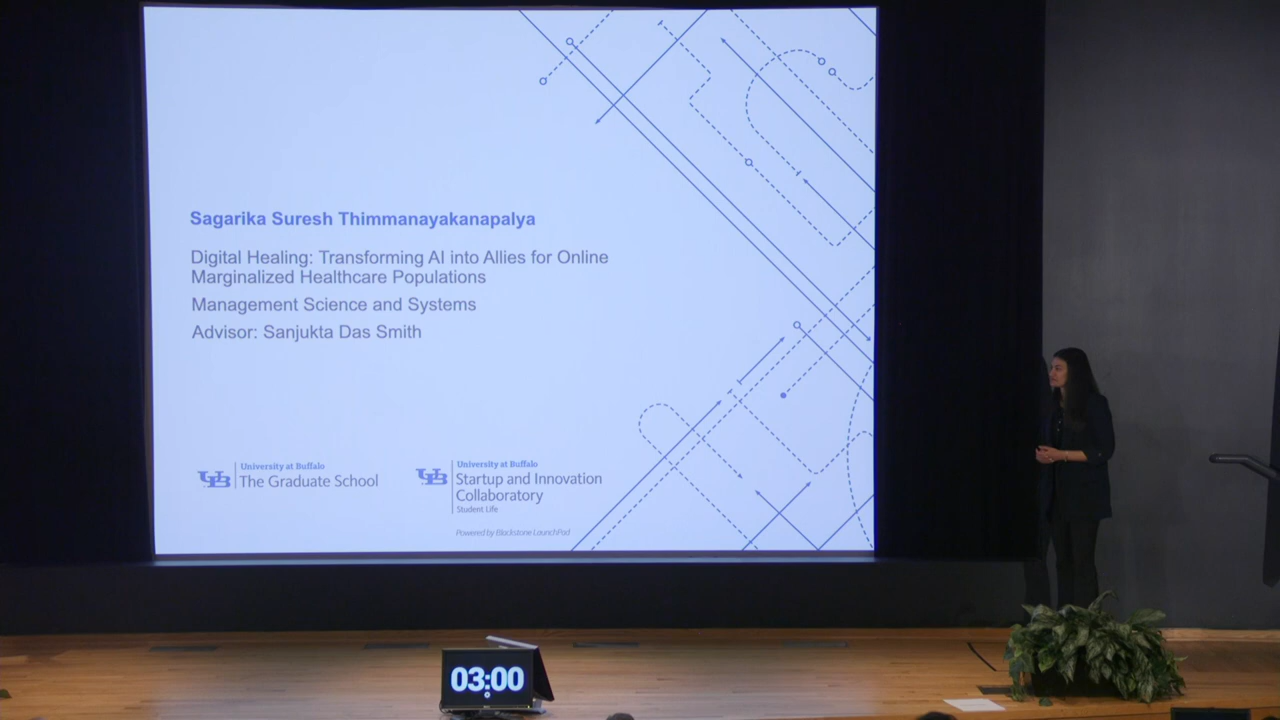 Sagarika Suresh Thimmanayakanapalya
Digital Healing: Transforming AI into Allies for Online
Marginalized Healthcare Populations
Management Science and Systems
Advisor: Sanjukta Das Smith
UB
University at Buffalo
The Graduate School
UB
University at Buffalo
Startup and Innovation
Collaboratory
Student Life
Powered by Blackstone LaunchPad
03:00